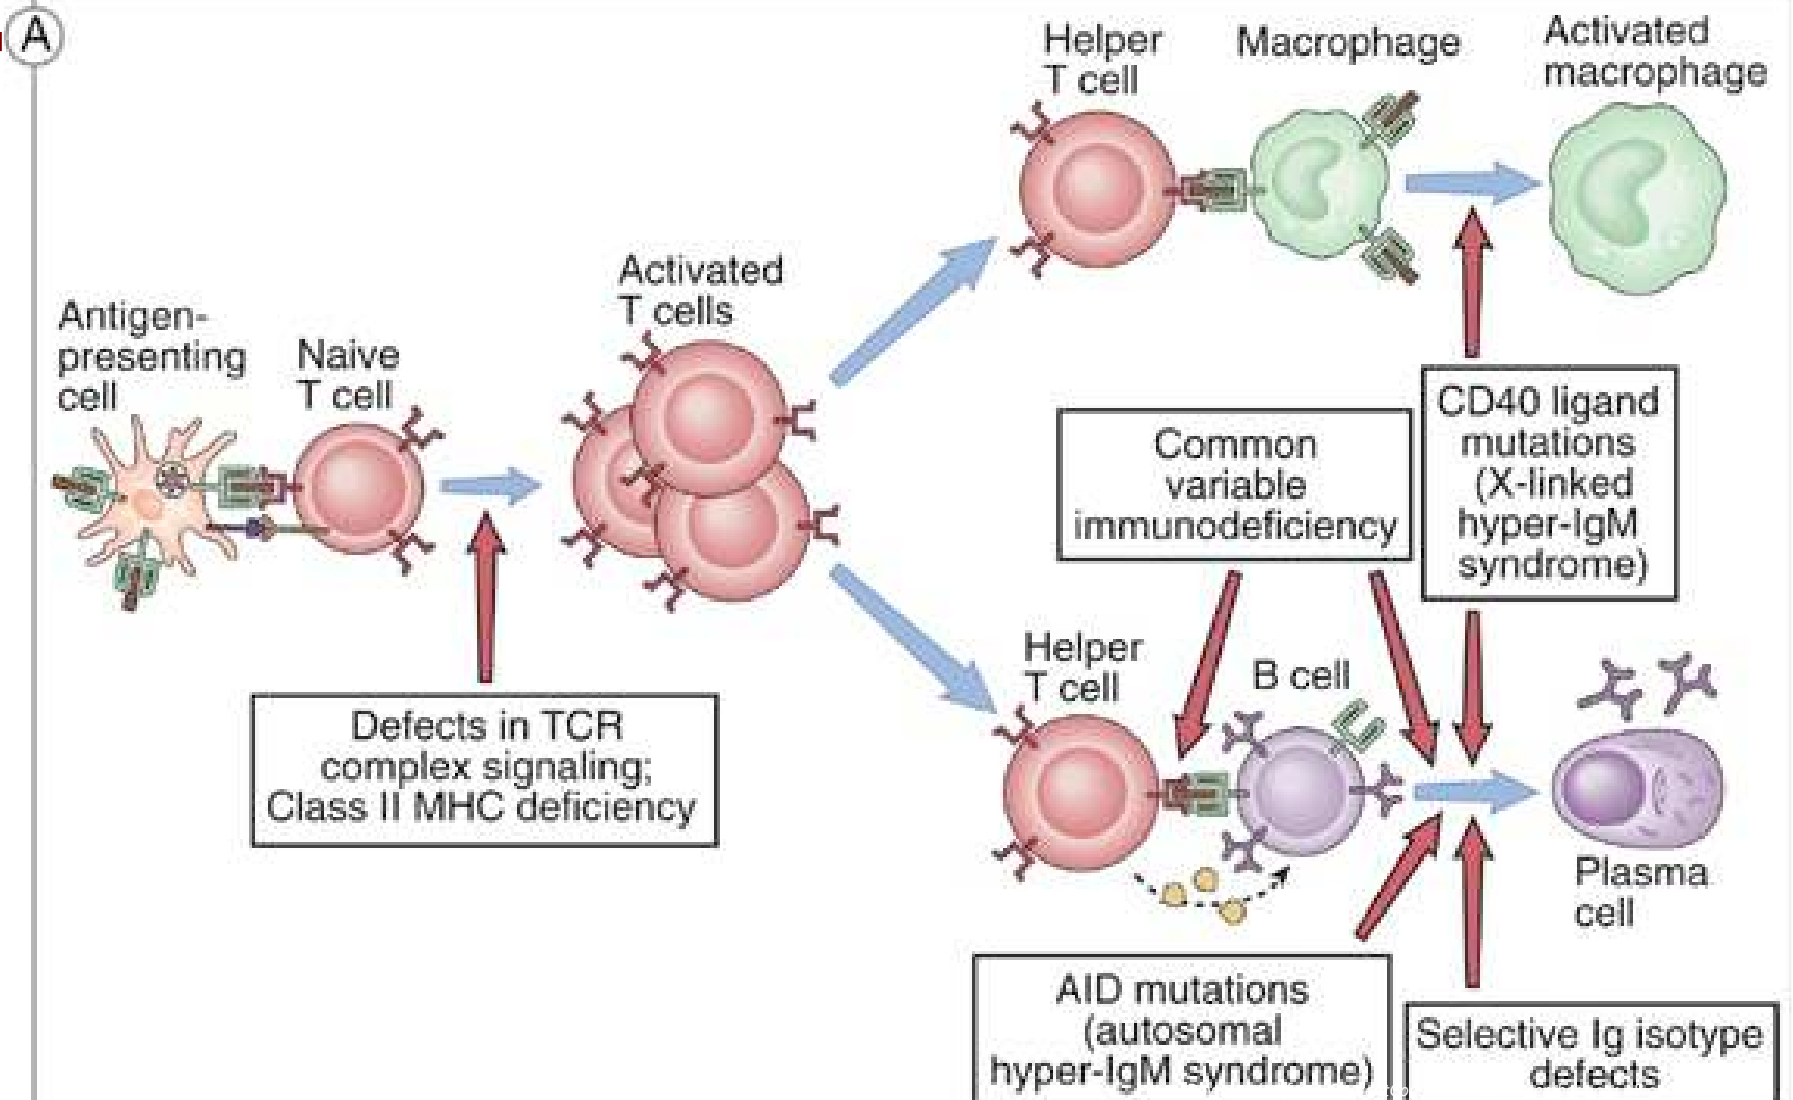 A
Helper
T cell
Macrophage
Activated
macrophage
Activated
T cells
Antigen-
presenting
cell
Naive
T cell
CD40 ligand
mutations
(X-linked
hyper-IgM
syndrome)
Common
variable
immunodeficiency
Helper
T cell
B cell
Defects in TCR
complex signaling;
Class II MHC deficiency
Plasma
cell
AID mutations
(autosomal
hyper-IgM syndrome)
Selective Ig isotype
defects